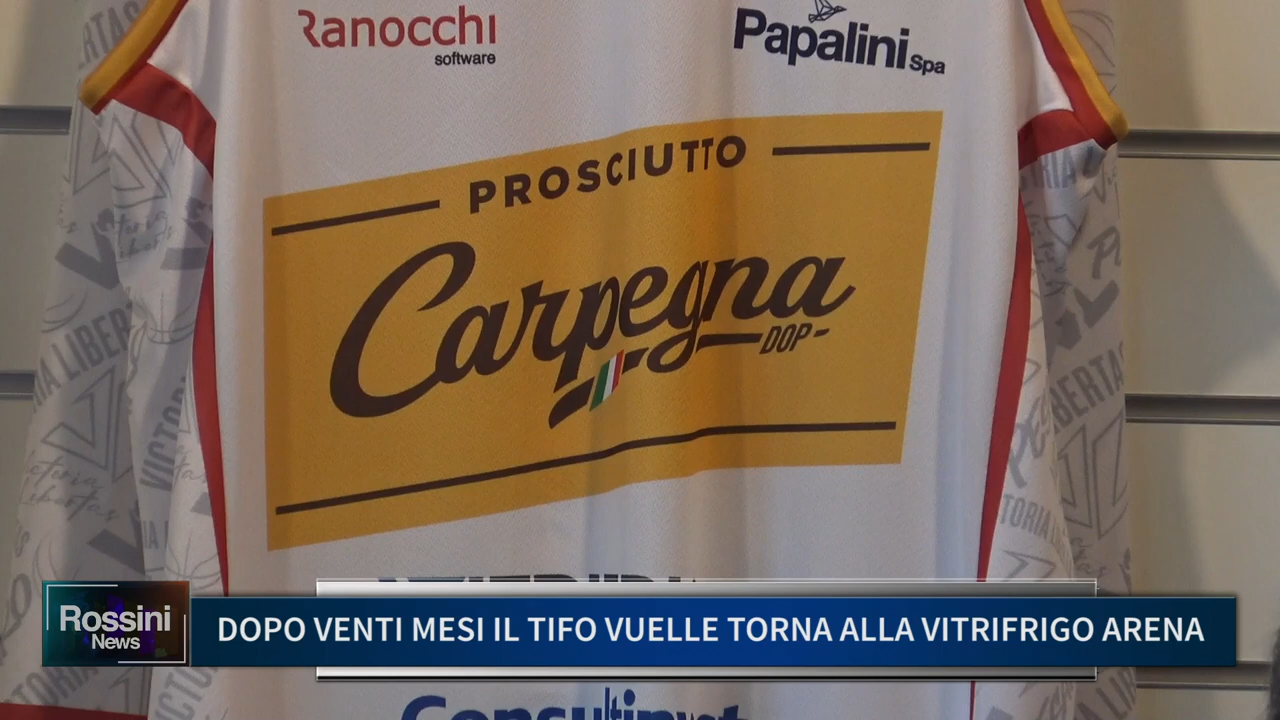 Ranocchi
software
Papalini Spa
PROSCIUTTO
Carpegna
DOP
Rossini
News
DOPO VENTI MESI IL TIFO VUELLE TORNA ALLA VITRIFRIGO ARENA
Consultinvest